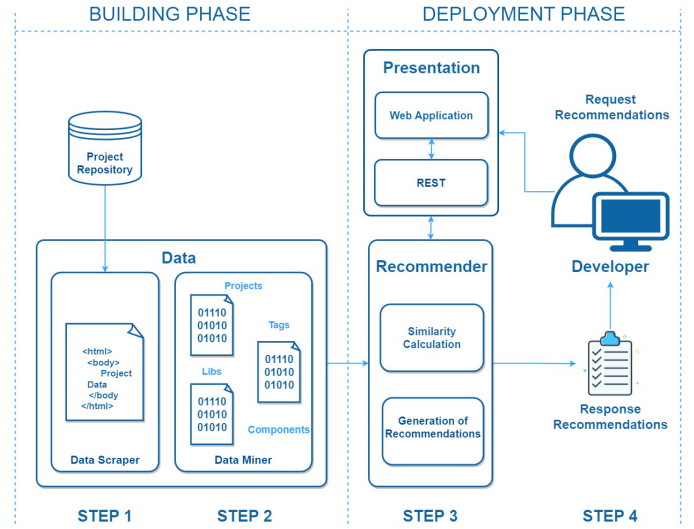 BUILDING PHASE
DEPLOYMENT PHASE
Project
Repository
Data
<html>
<body>
Project
Data
</body
</html>
Data Scraper
Projects
01110
01010
01010
Tags
01110
01010
01010
Libs
01110
01010
01010
Components
Data Miner
Presentation
Web Application
REST
Recommender
Similarity
Calculation
Generation of
Recommendations
Request
Recommendations
Developer
Response
Recommendations
STEP 1
STEP 2
STEP 3
STEP 4